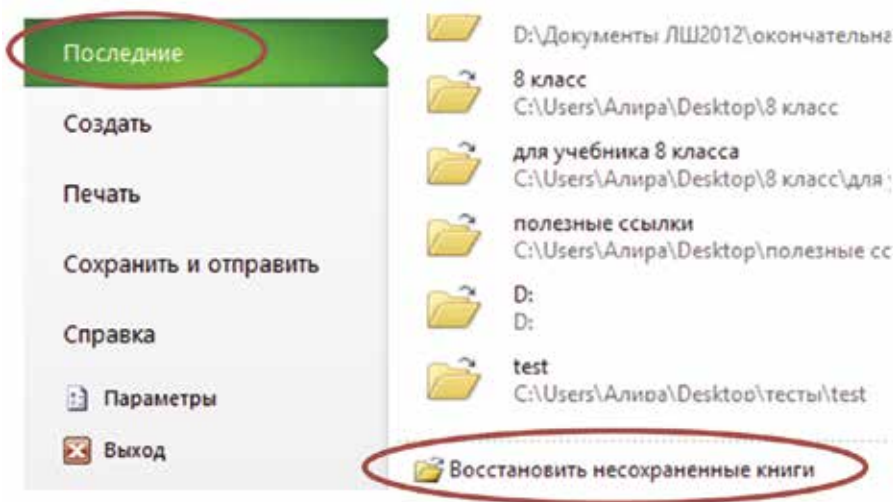 Последние
Создать
Печать
Сохранить и отправить
Справка
Параметры
Выход
D:\Документы ЛШ2012\окончательна
8 класс
C:\Users\Алира\Desktop\8 класс
для учебника 8 класса
C:\Users\Алира\Desktop\8 класс\для
полезные ссылки
C:\Users\Алира\Desktop\полезные сс
D:
D:
test
C:\Users\Алира\Desktop\тесты\test
Восстановить несохраненные книги